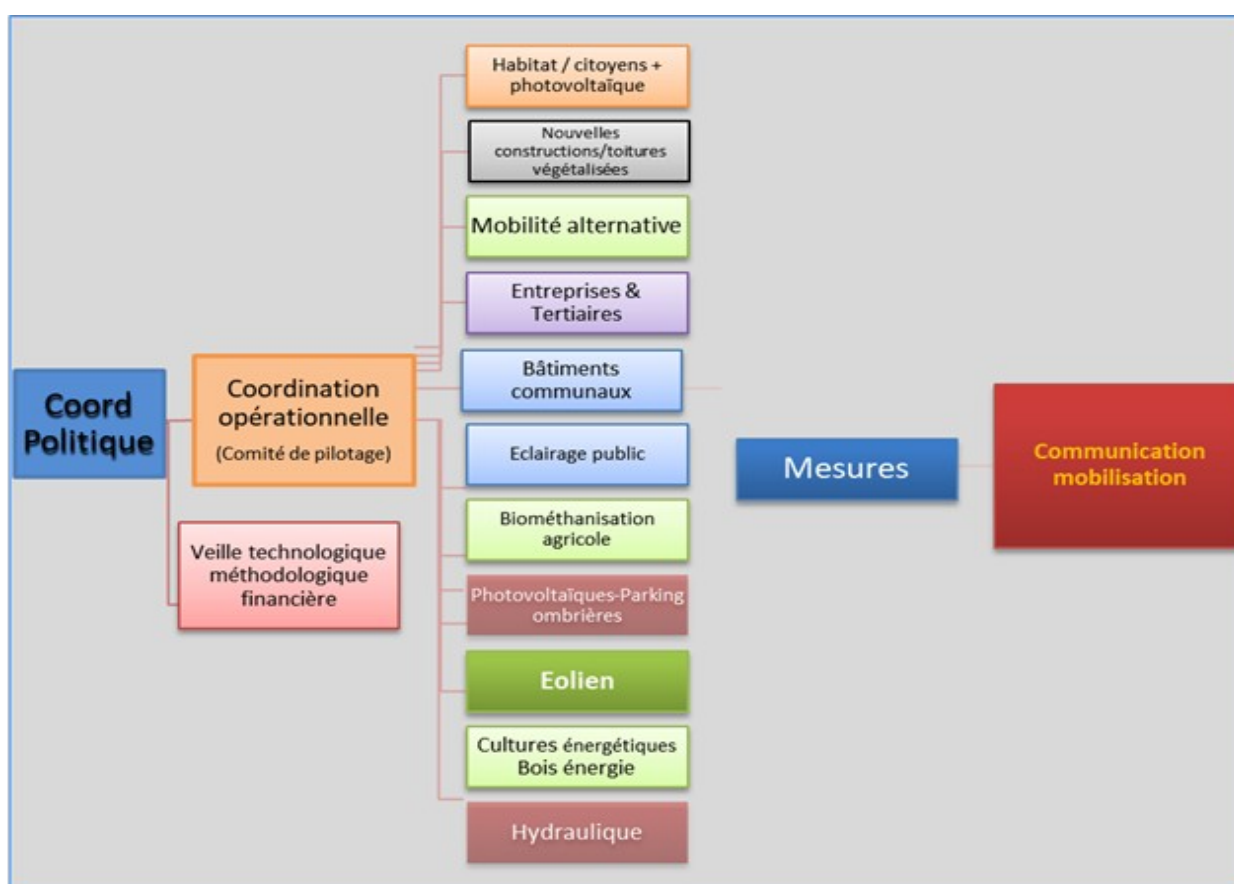 Coord
Politique
Coordination
opérationnelle
(Comité de pilotage)
Veille technologique
méthodologique
financière
Habitat / citoyens +
photovoltaïque
Nouvelles
constructions/toitures
végétalisées
Mobilité alternative
Entreprises &
Tertiaires
Bâtiments
communaux
Eclairage public
Biométhanisation
agricole
Photovoltaïques-Parking
ombrières
Eolien
Cultures énergétiques
Bois énergie
Hydraulique
Mesures
Communication
mobilisation